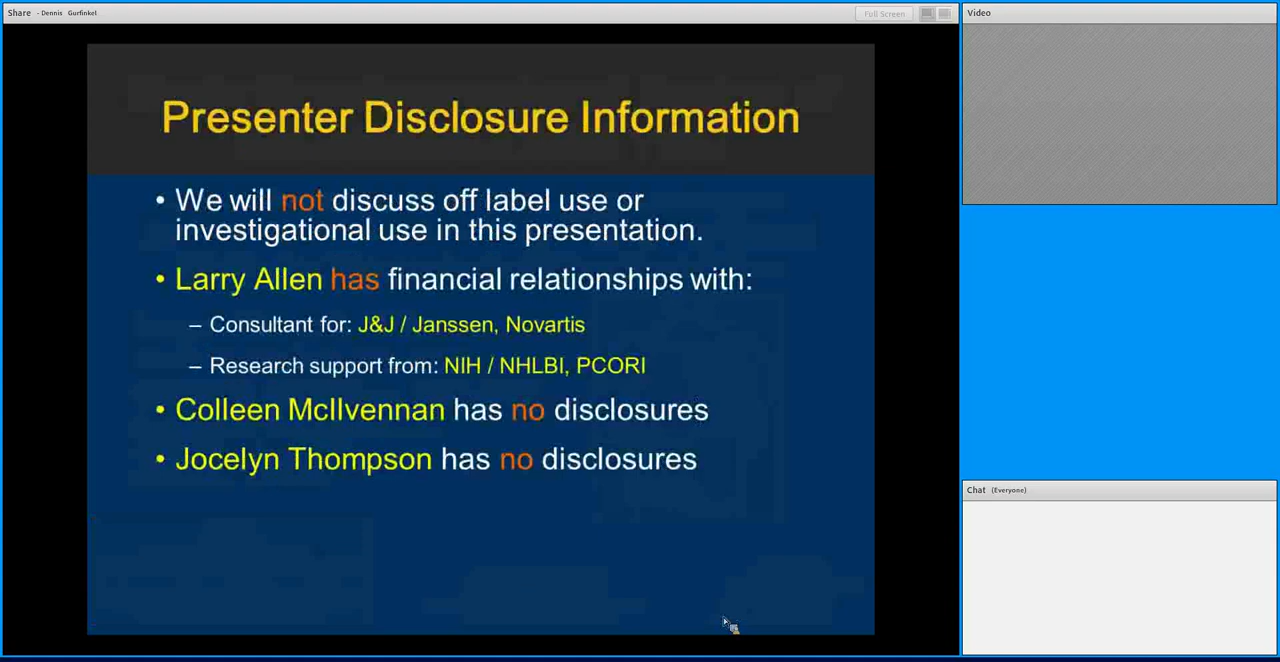 Share - Dennis Gurfinkel
Full Screen
Video
Presenter Disclosure Information
• We will not discuss off label use or
investigational use in this presentation.
• Larry Allen has financial relationships with:
– Consultant for: J&J / Janssen, Novartis
– Research support from: NIH / NHLBI, PCORI
• Colleen McIlvennan has no disclosures
• Jocelyn Thompson has no disclosures
Chat (Everyone)